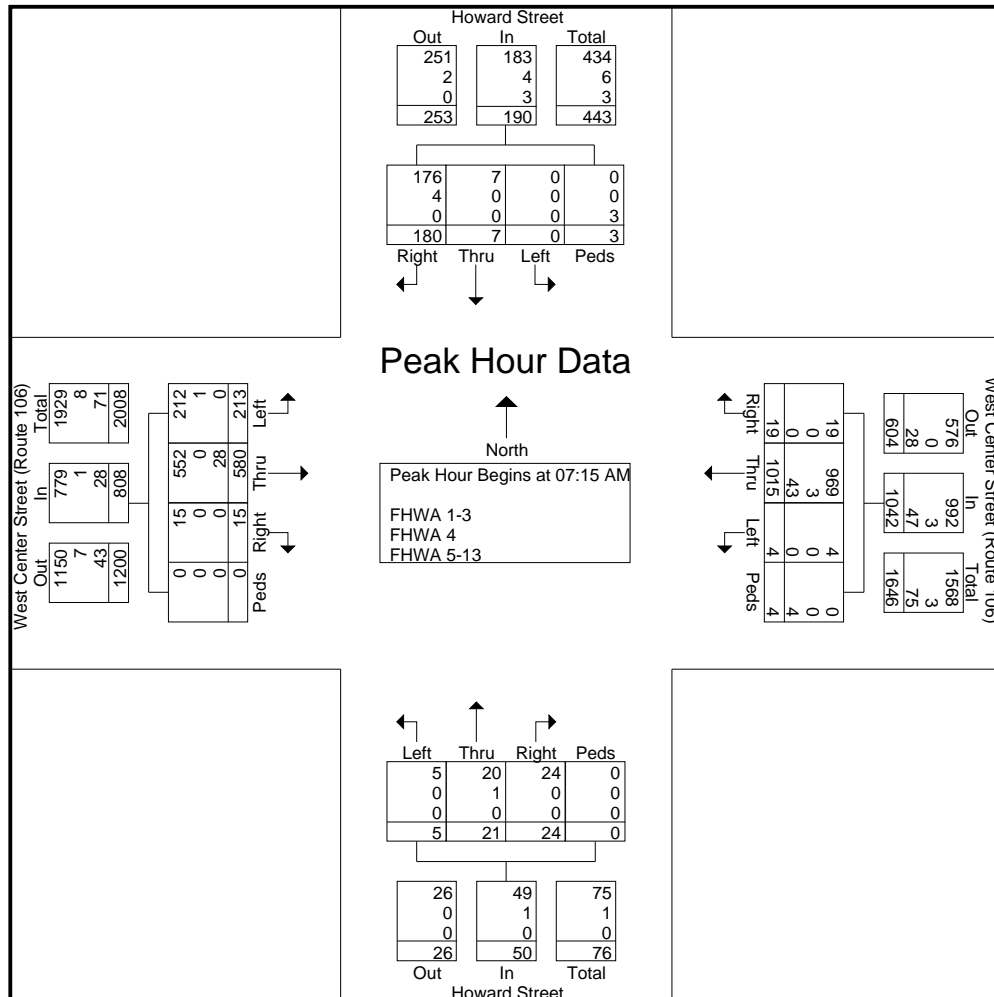 Howard Street
Out In Total
251 183 434
2 4 6
0 3 3
253 190 443
176 7 0 0
4 0 0 0
0 0 0 3
180 7 0 3
Right Thru Left Peds
Peak Hour Data
North
Peak Hour Begins at 07:15 AM
FHWA 1-3
FHWA 4
FHWA 5-13
West Center Street (Route 106)
Out In Total
1150 779 1929
7 1 8
43 28 71
1200 808 2008
212 1 0 213 Left
552 0 28 580 Thru
15 0 0 15 Right
0 0 0 0 Peds
West Center Street (Route 106)
Out In Total
576 992 1568
0 3 3
28 47 75
604 1042 1646
19 969 4 0
0 3 0 0
0 43 0 4
19 1015 4 4
Right Thru Left Peds
Left Thru Right Peds
5 20 24 0
0 1 0 0
0 0 0 0
5 21 24 0
26 49 75
0 1 1
0 0 0
26 50 76
Out In Total
Howard Street